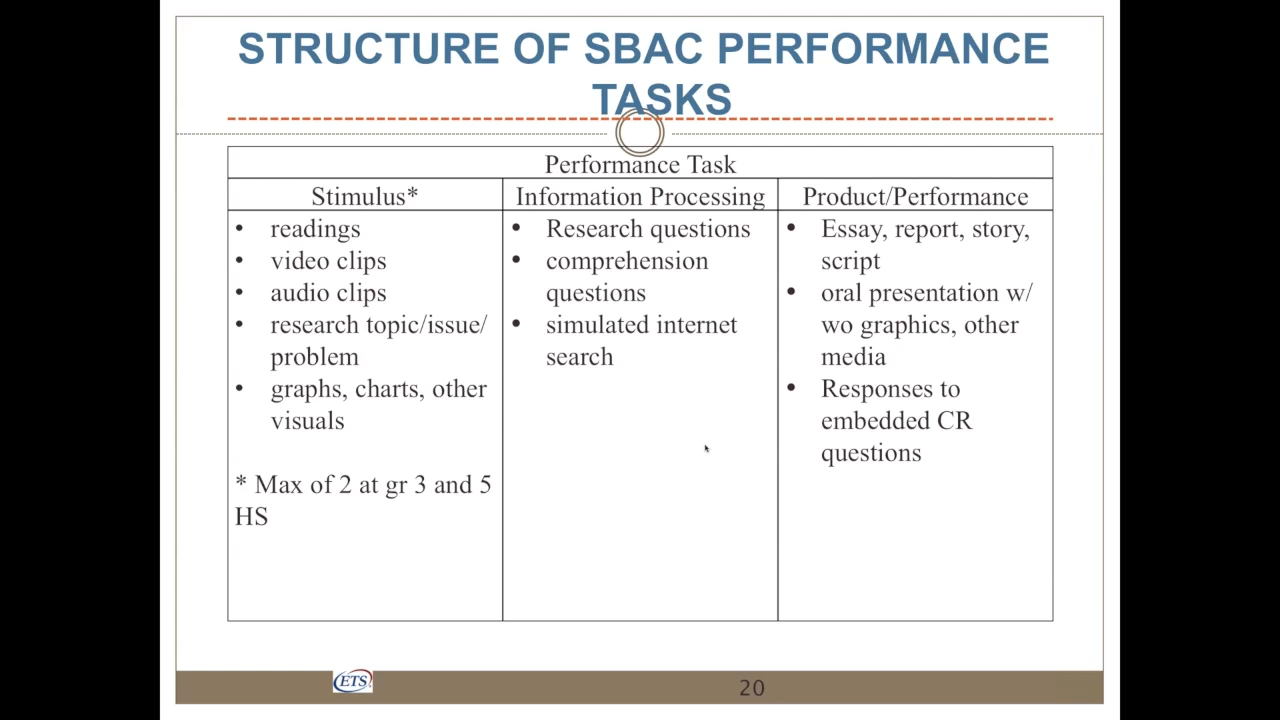 STRUCTURE OF SBAC PERFORMANCE
TASKS
Performance Task
Stimulus*
Information Processing
Product/Performance
• readings
• video clips
• audio clips
• research topic/issue/
problem
• graphs, charts, other
visuals
* Max of 2 at gr 3 and 5
HS
• Research questions
• comprehension
questions
• simulated internet
search
• Essay, report, story,
script
• oral presentation w/
wo graphics, other
media
• Responses to
embedded CR
questions
ETS
20